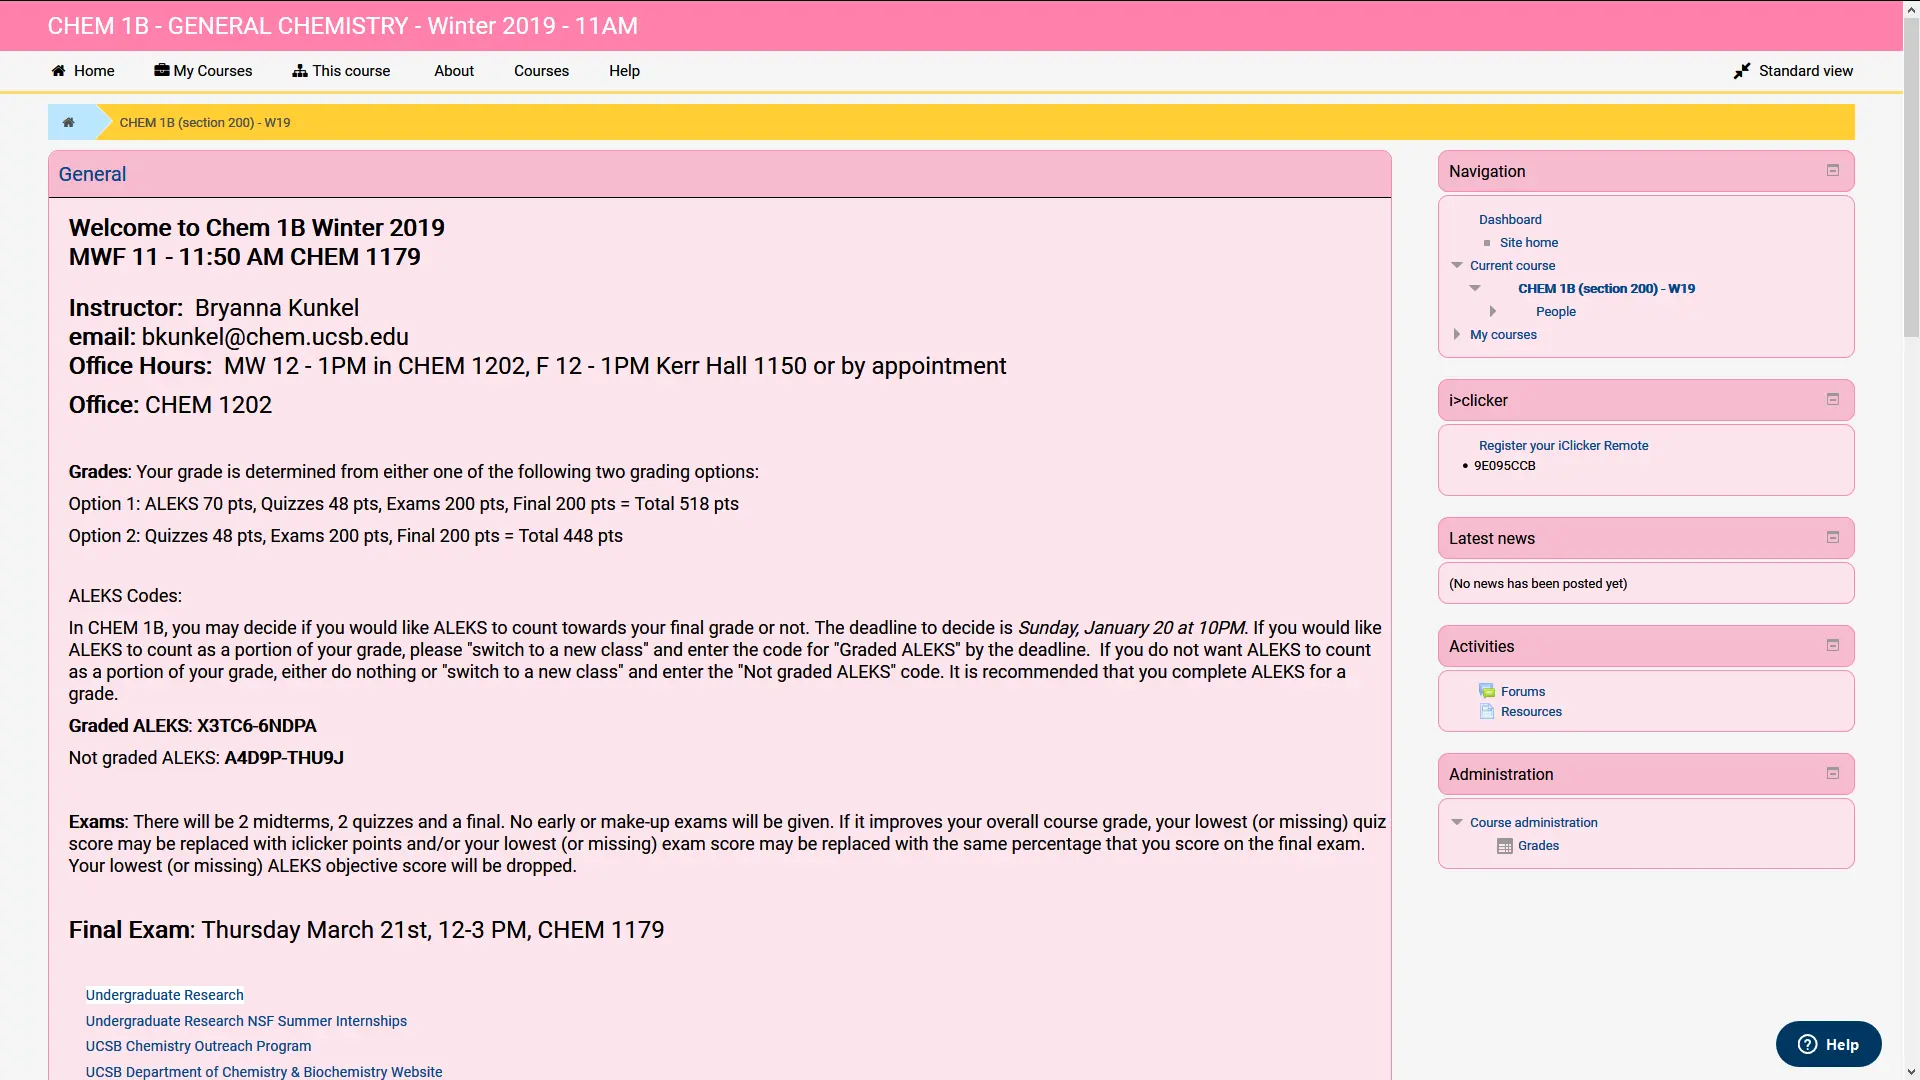 CHEM 1B - GENERAL CHEMISTRY - Winter 2019 - 11AM
Home My Courses This course About Courses Help Standard view
CHEM 1B (section 200) - W19
General
Welcome to Chem 1B Winter 2019
MWF 11 - 11:50 AM CHEM 1179
Instructor: Bryanna Kunkel
email: bkunkel@chem.ucsb.edu
Office Hours: MW 12 - 1PM in CHEM 1202, F 12 - 1PM Kerr Hall 1150 or by appointment
Office: CHEM 1202
Grades: Your grade is determined from either one of the following two grading options:
Option 1: ALEKS 70 pts, Quizzes 48 pts, Exams 200 pts, Final 200 pts = Total 518 pts
Option 2: Quizzes 48 pts, Exams 200 pts, Final 200 pts = Total 448 pts
ALEKS Codes:
In CHEM 1B, you may decide if you would like ALEKS to count towards your final grade or not. The deadline to decide is Sunday, January 20 at 10PM. If you would like
ALEKS to count as a portion of your grade, please "switch to a new class" and enter the code for "Graded ALEKS" by the deadline. If you do not want ALEKS to count
as a portion of your grade, either do nothing or "switch to a new class" and enter the "Not graded ALEKS" code. It is recommended that you complete ALEKS for a
grade.
Graded ALEKS: X3TC6-6NDPA
Not graded ALEKS: A4D9P-THU9J
Exams: There will be 2 midterms, 2 quizzes and a final. No early or make-up exams will be given. If it improves your overall course grade, your lowest (or missing) quiz
score may be replaced with iclicker points and/or your lowest (or missing) exam score may be replaced with the same percentage that you score on the final exam.
Your lowest (or missing) ALEKS objective score will be dropped.
Final Exam: Thursday March 21st, 12-3 PM, CHEM 1179
Undergraduate Research
Undergraduate Research NSF Summer Internships
UCSB Chemistry Outreach Program
UCSB Department of Chemistry & Biochemistry Website
Navigation
Dashboard
Site home
Current course
CHEM 1B (section 200) - W19
People
My courses
i>clicker
Register your iClicker Remote
9E095CCB
Latest news
(No news has been posted yet)
Activities
Forums
Resources
Administration
Course administration
Grades
Help